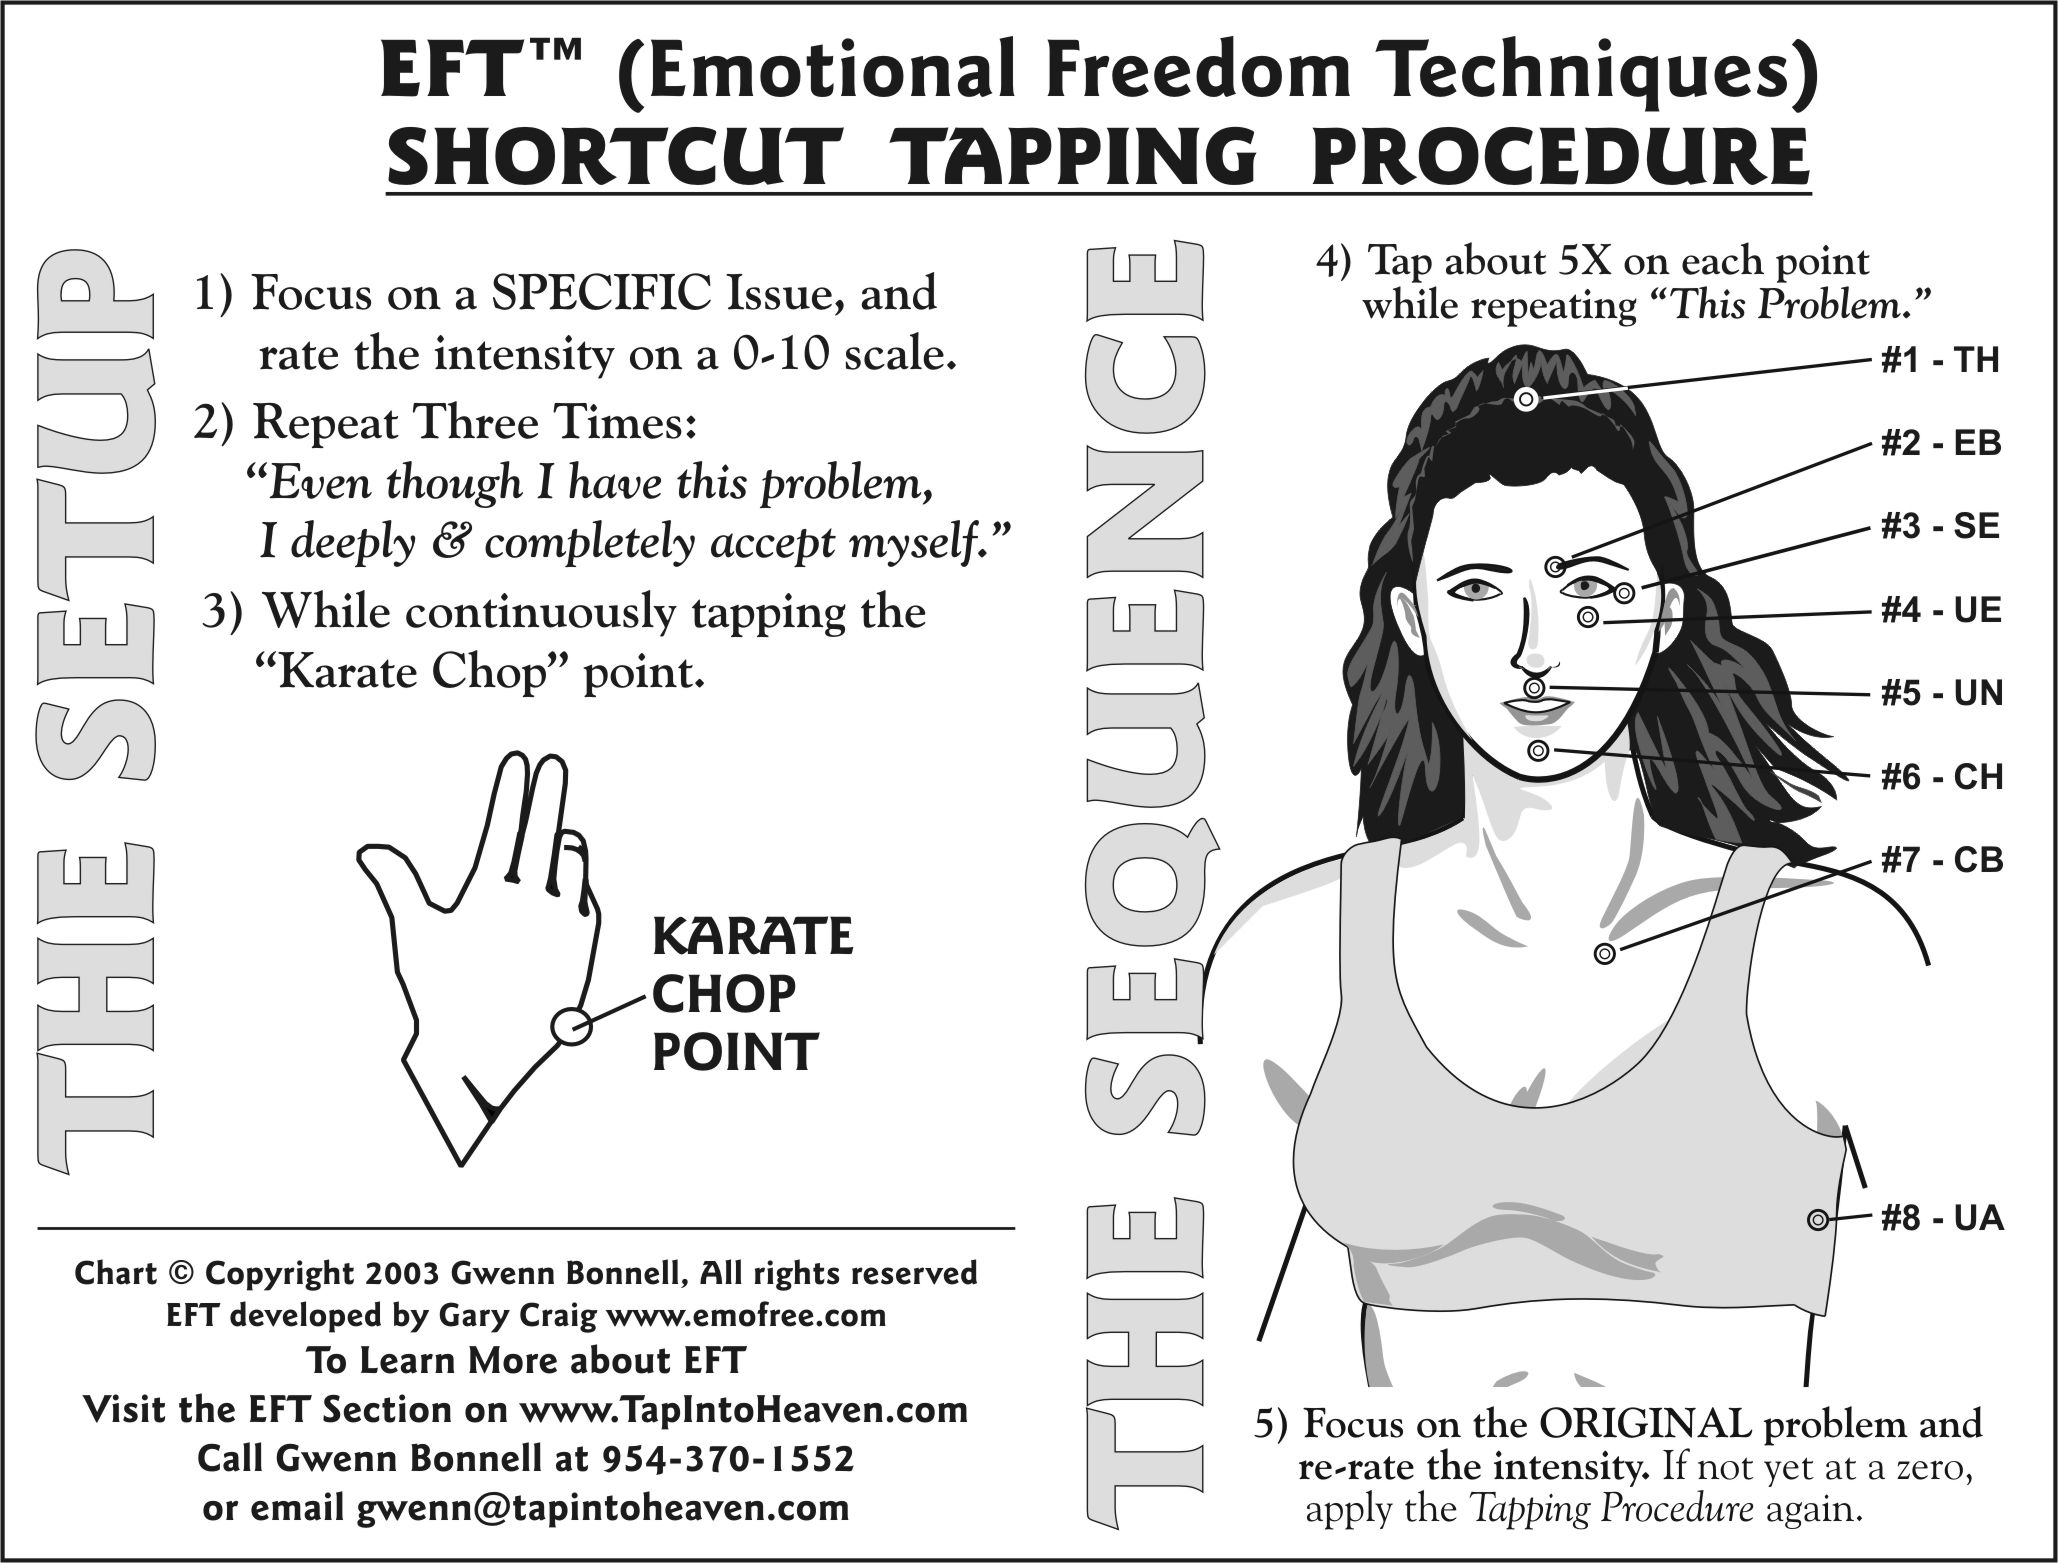 EFT™ (Emotional Freedom Techniques)
SHORTCUT TAPPING PROCEDURE
THE SETUP
1) Focus on a SPECIFIC Issue, and
rate the intensity on a 0-10 scale.
2) Repeat Three Times:
“Even though I have this problem,
I deeply & completely accept myself.”
3) While continuously tapping the
“Karate Chop” point.
KARATE
CHOP
POINT
Chart © Copyright 2003 Gwenn Bonnell, All rights reserved
EFT developed by Gary Craig www.emofree.com
To Learn More about EFT
Visit the EFT Section on www.TapIntoHeaven.com
Call Gwenn Bonnell at 954-370-1552
or email gwenn@tapintoheaven.com
THE SEQUENCE
4) Tap about 5X on each point
while repeating “This Problem.”
#1 - TH
#2 - EB
#3 - SE
#4 - UE
#5 - UN
#6 - CH
#7 - CB
#8 - UA
5) Focus on the ORIGINAL problem and
re-rate the intensity. If not yet at a zero,
apply the Tapping Procedure again.